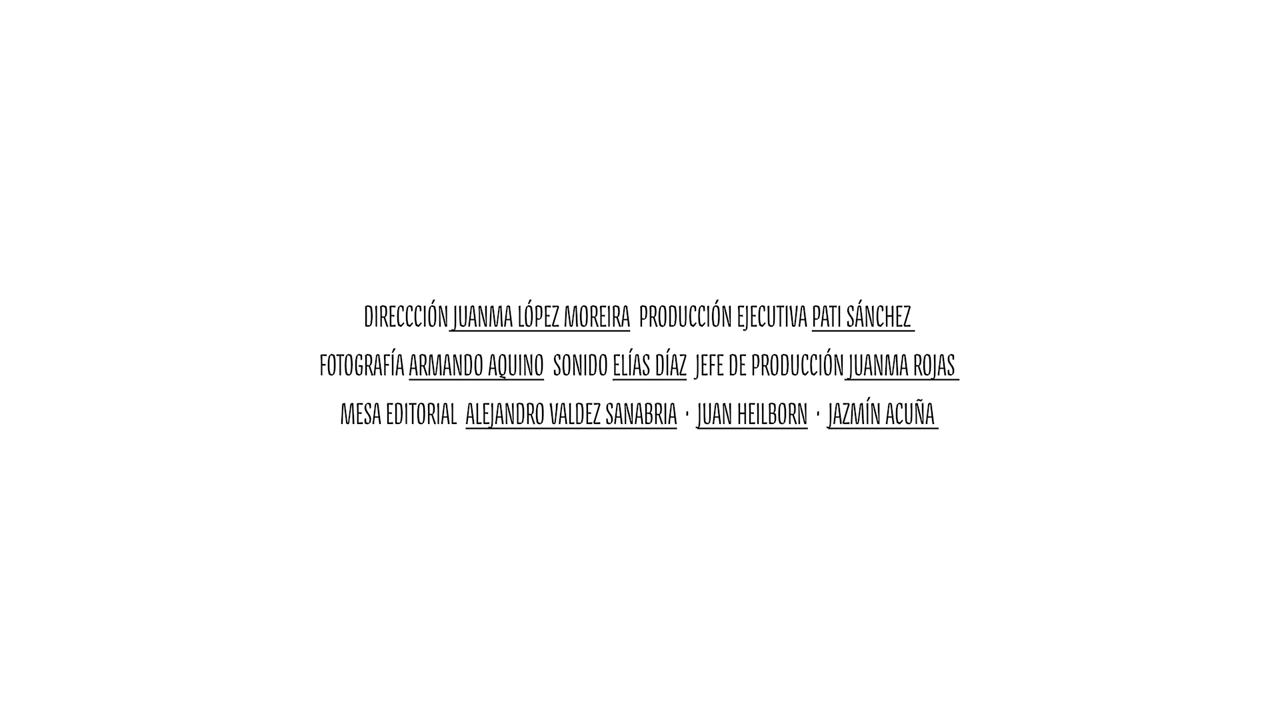 DIRECCCIÓN JUANMA LÓPEZ MOREIRA PRODUCCIÓN EJECUTIVA PATI SÁNCHEZ
FOTOGRAFÍA ARMANDO AQUINO SONIDO ELÍAS DÍAZ JEFE DE PRODUCCIÓN JUANMA ROJAS
MESA EDITORIAL ALEJANDRO VALDEZ SANABRIA · JUAN HEILBORN · JAZMÍN ACUÑA